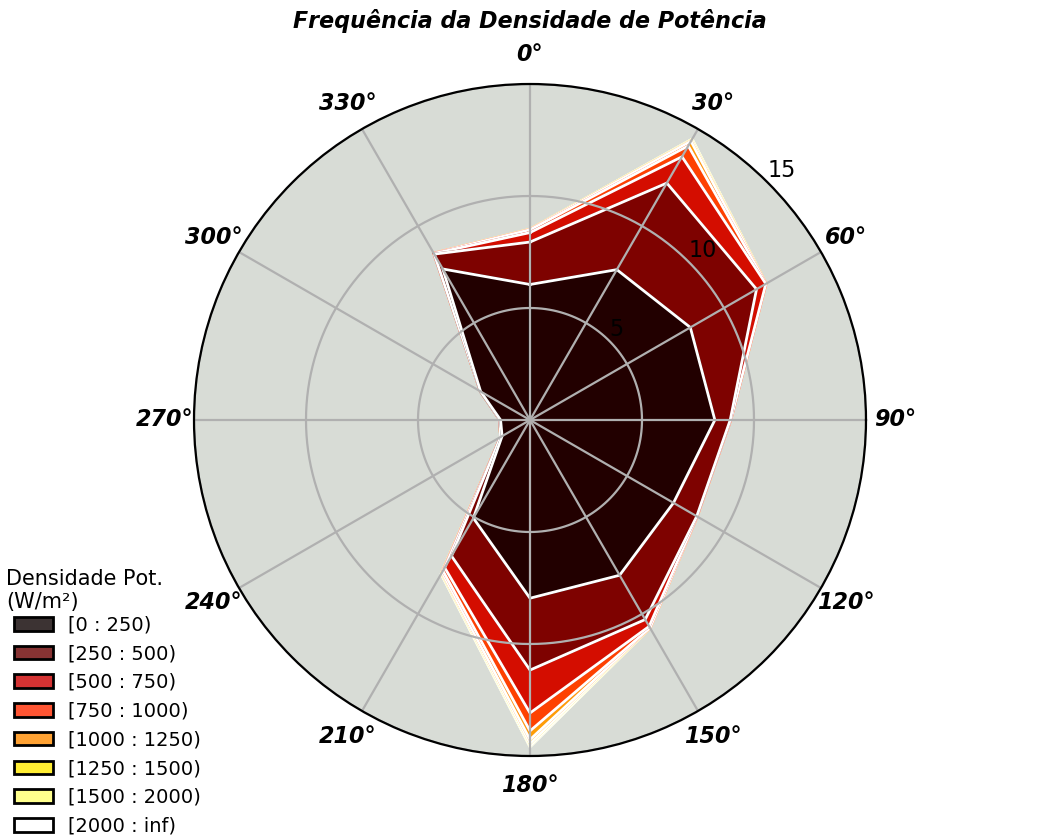 Frequência da Densidade de Potência
0°
330°
30°
15
300°
60°
10
5
270°
90°
Densidade Pot.
(W/m²)
240°
120°
[0 : 250)
[250 : 500)
[500 : 750)
[750 : 1000)
210°
150°
[1000 : 1250)
[1250 : 1500)
180°
[1500 : 2000)
[2000 : inf)